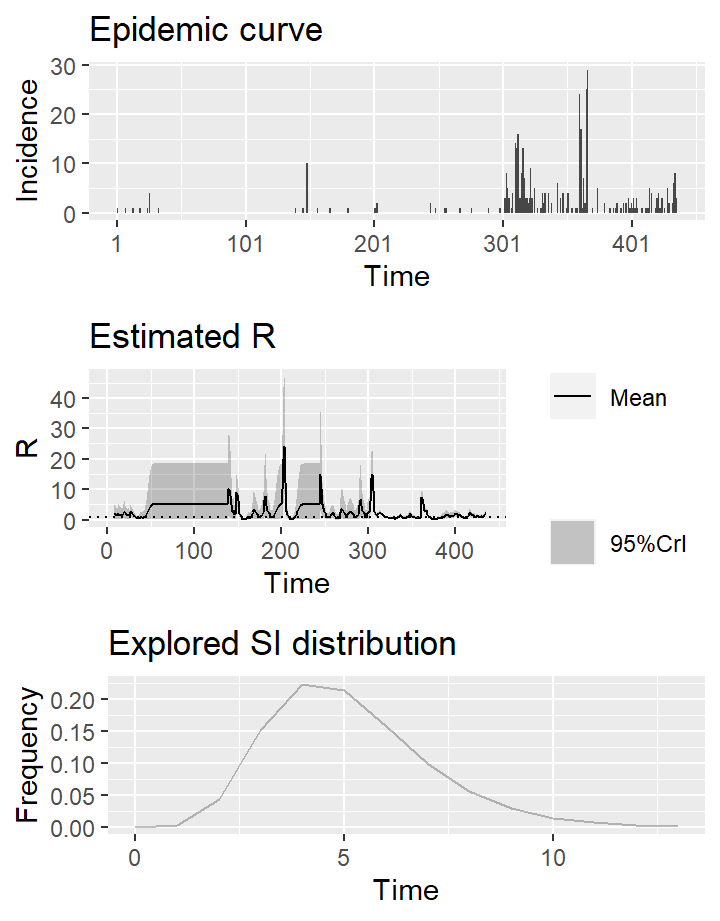 Epidemic curve
Incidence
30
20
10
0
1 101 201 301 401
Time
Estimated R
R
40
30
20
10
0
0 100 200 300 400
Time
Mean
95%CrI
Explored SI distribution
Frequency
0.20
0.15
0.10
0.05
0.00
0 5 10
Time